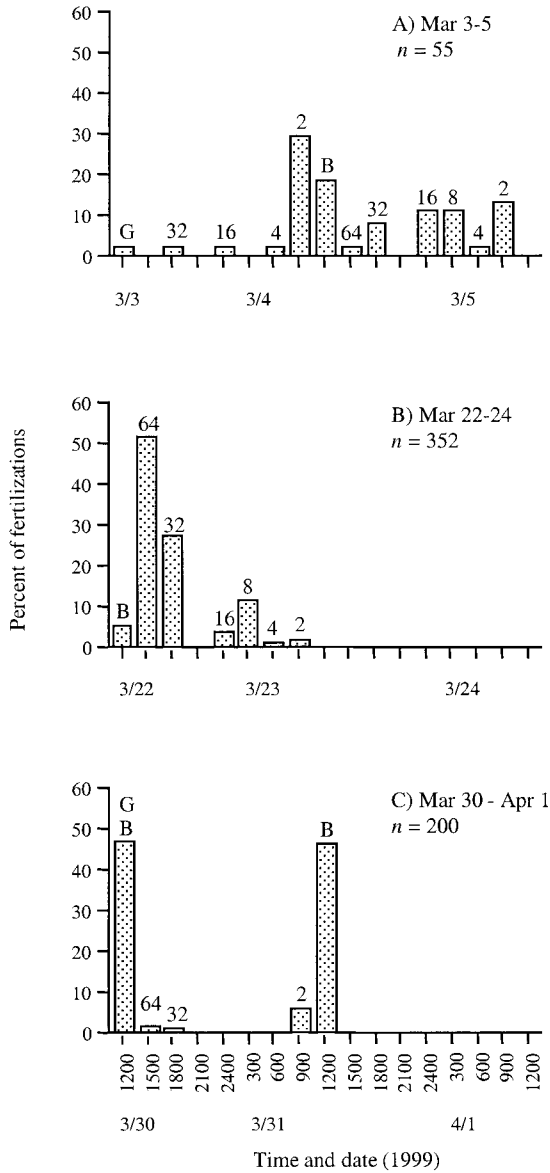 A) Mar 3-5
n = 55
60
50
40
30
20
10
0
G 32 16 4 2 B 64 32 16 8 4 2
3/3 3/4 3/5
Percent of fertilizations
B) Mar 22-24
n = 352
60
50
40
30
20
10
0
B 64 32 16 8 4 2
3/22 3/23 3/24
C) Mar 30 - Apr 1
n = 200
60
50
40
30
20
10
0
G
B 64 32 2 B
1200 1500 1800 2100 2400 300 600 900 1200 1500 1800 2100 2400 300 600 900 1200
3/30 3/31 4/1
Time and date (1999)